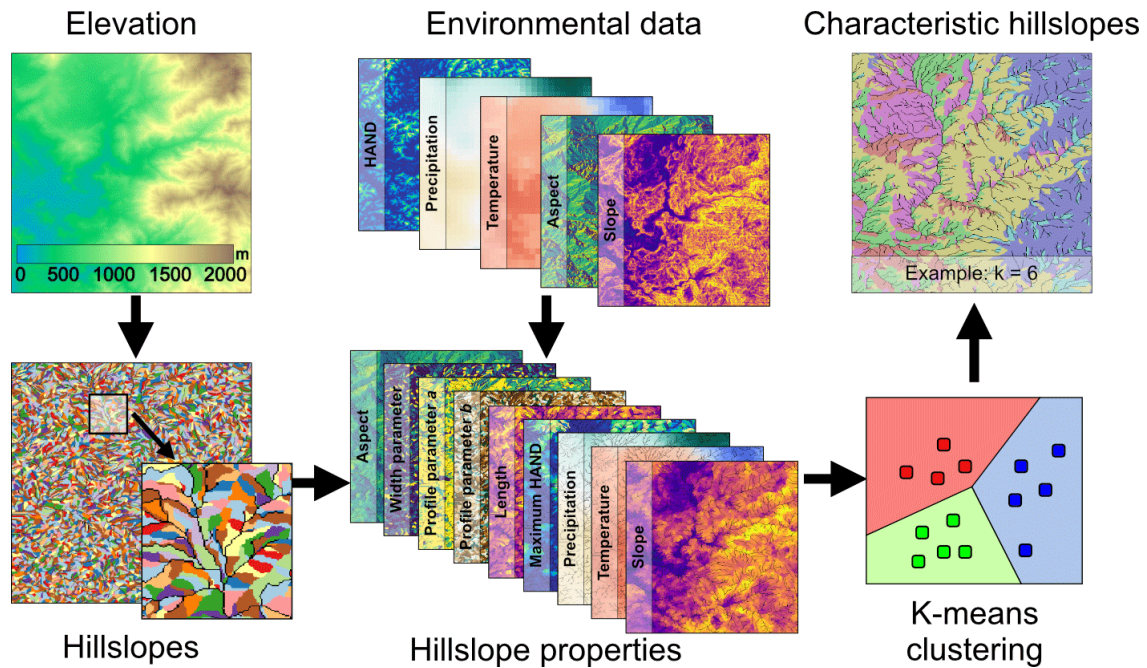 Elevation
Environmental data
Characteristic hillslopes
m
0 500 1000 1500 2000
HAND
Precipitation
Temperature
Aspect
Slope
Example: k = 6
Aspect
Width parameter
Profile parameter a
Profile parameter b
Length
Maximum HAND
Precipitation
Temperature
Slope
Hillslopes
Hillslope properties
K-means
clustering